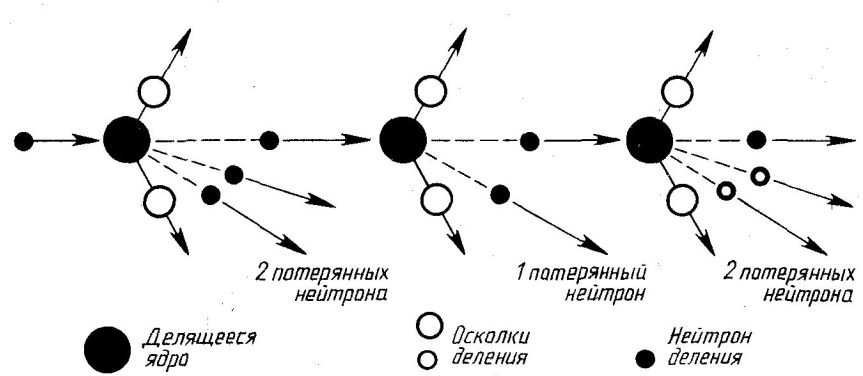 2 потерянных
нейтрона
1 потерянный
нейтрон
2 потерянных
нейтрона
Делящееся
ядро
Осколки
деления
Нейтрон
деления